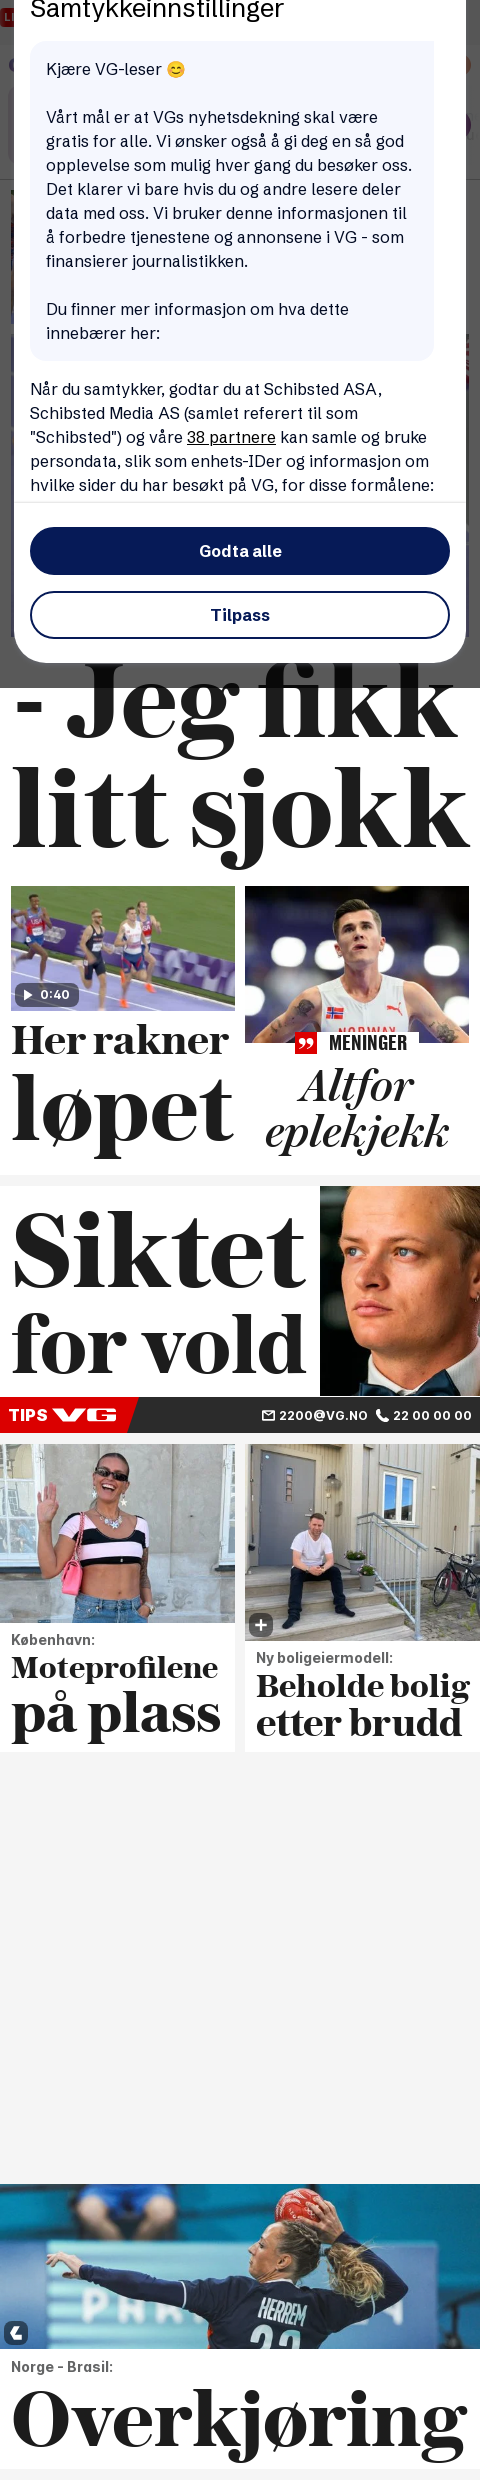 Samtykkeinnstillinger
Kjære VG-leser 😊
Vårt mål er at VGs nyhetsdekning skal være
gratis for alle. Vi ønsker også å gi deg en så god
opplevelse som mulig hver gang du besøker oss.
Det klarer vi bare hvis du og andre lesere deler
data med oss. Vi bruker denne informasjonen til
å forbedre tjenestene og annonsene i VG - som
finansierer journalistikken.
Du finner mer informasjon om hva dette
innebærer her:
Når du samtykker, godtar du at Schibsted ASA,
Schibsted Media AS (samlet referert til som
"Schibsted") og våre 38 partnere kan samle og bruke
persondata, slik som enhets-IDer og informasjon om
hvilke sider du har besøkt på VG, for disse formålene:
Godta alle
Tilpass
- Jeg fikk
litt sjokk
0:40
Her rakner
løpet
NORWAY
MENINGER
Altfor
eplekjekk
Siktet
for vold
TIPS VG
2200@VG.NO 22 00 00 00
København:
Moteprofilene
på plass
Ny boligeiermodell:
Beholde bolig
etter brudd
HERREM
Norge - Brasil:
Overkjøring